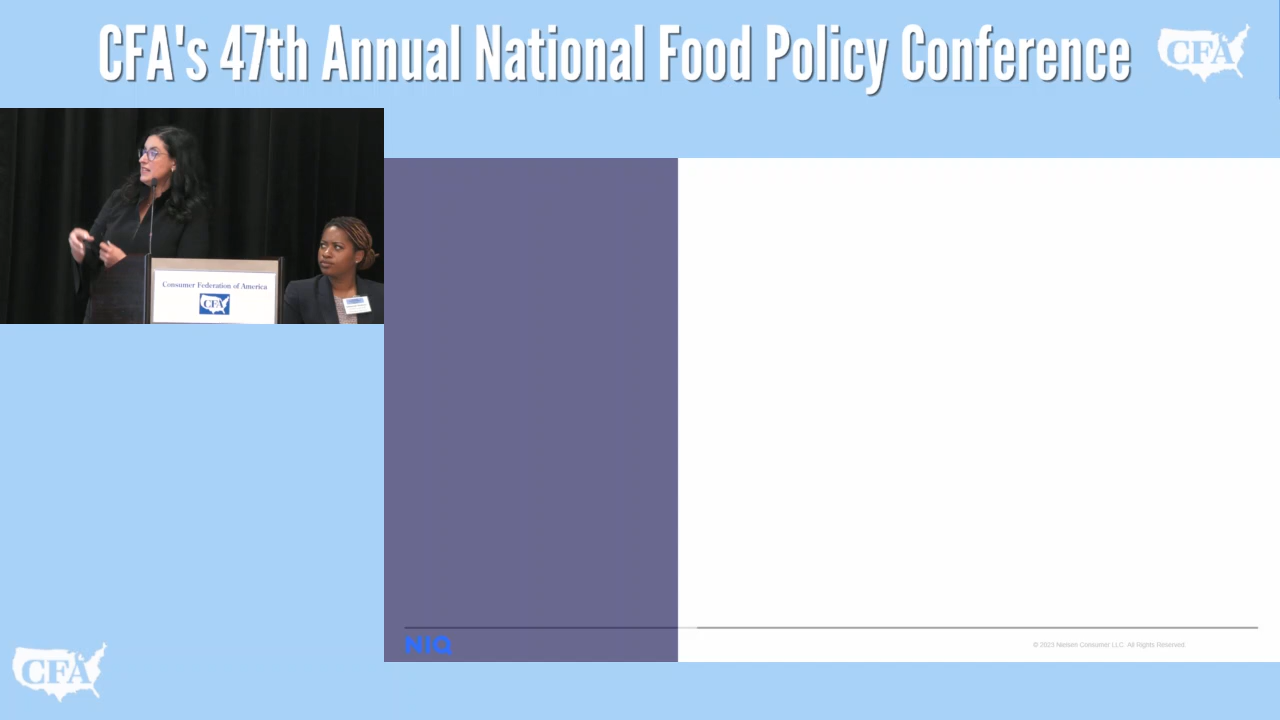 CFA's 47th Annual National Food Policy Conference
CFA
Consumer Federation of America
CFA
NIQ
© 2023 Nielsen Consumer LLC. All Rights Reserved.
CFA